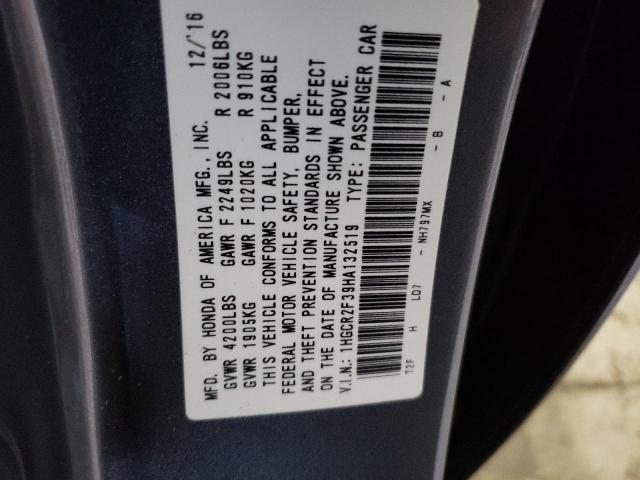 MFD. BY HONDA OF AMERICA MFG., INC. 12/'16
GVWR 4200LBS GAWR F 2249LBS R 2006LBS
GVWR 1905KG GAWR F 1020KG R 910KG
THIS VEHICLE CONFORMS TO ALL APPLICABLE
FEDERAL MOTOR VEHICLE SAFETY, BUMPER,
AND THEFT PREVENTION STANDARDS IN EFFECT
ON THE DATE OF MANUFACTURE SHOWN ABOVE.
V.I.N.: 1HGCR2F39HA132519 TYPE: PASSENGER CAR
T2F H LD7 - NH797MX - B - A